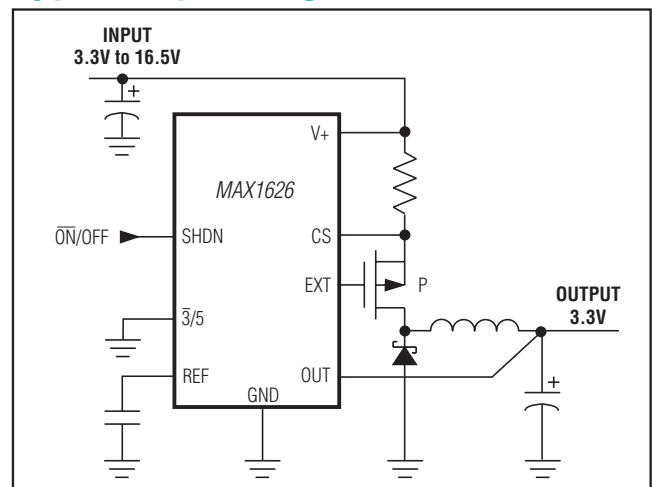 INPUT
3.3V to 16.5V
+
V+
MAX1626
ON/OFF
SHDN
CS
EXT
P
OUTPUT
3.3V
3/5
REF
OUT
GND
+